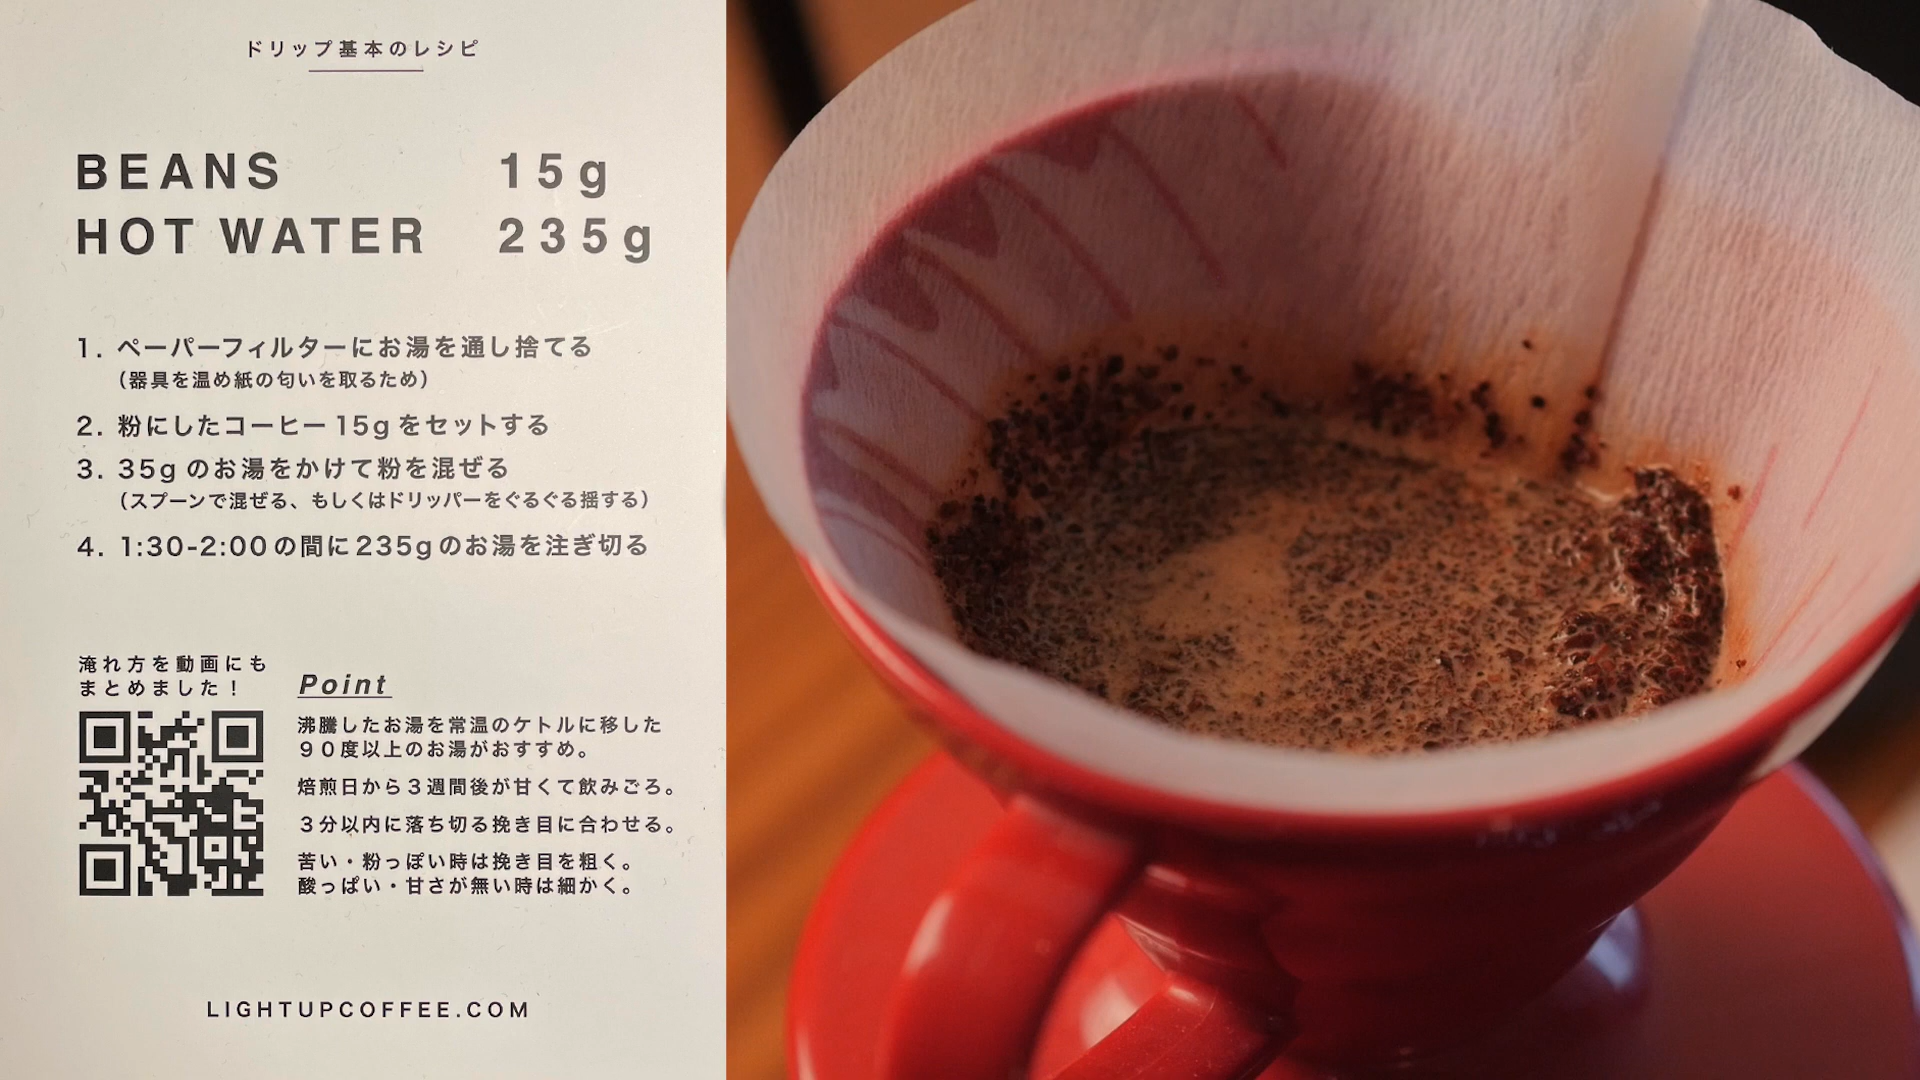 ドリップ基本のレシピ
BEANS 15g
HOT WATER 235g
1. ペーパーフィルターにお湯を通し捨てる
（器具を温め紙の匂いを取るため）
2. 粉にしたコーヒー15gをセットする
3. 35gのお湯をかけて粉を混ぜる
（スプーンで混ぜる、もしくはドリッパーをぐるぐる揺する）
4. 1:30-2:00の間に235gのお湯を注ぎ切る
淹れ方を動画にも
まとめました！
Point
沸騰したお湯を常温のケトルに移した
９０度以上のお湯がおすすめ。
焙煎日から３週間後が甘くて飲みごろ。
３分以内に落ち切る挽き目に合わせる。
苦い・粉っぽい時は挽き目を粗く。
酸っぱい・甘さが無い時は細かく。
LIGHTUPCOFFEE.COM